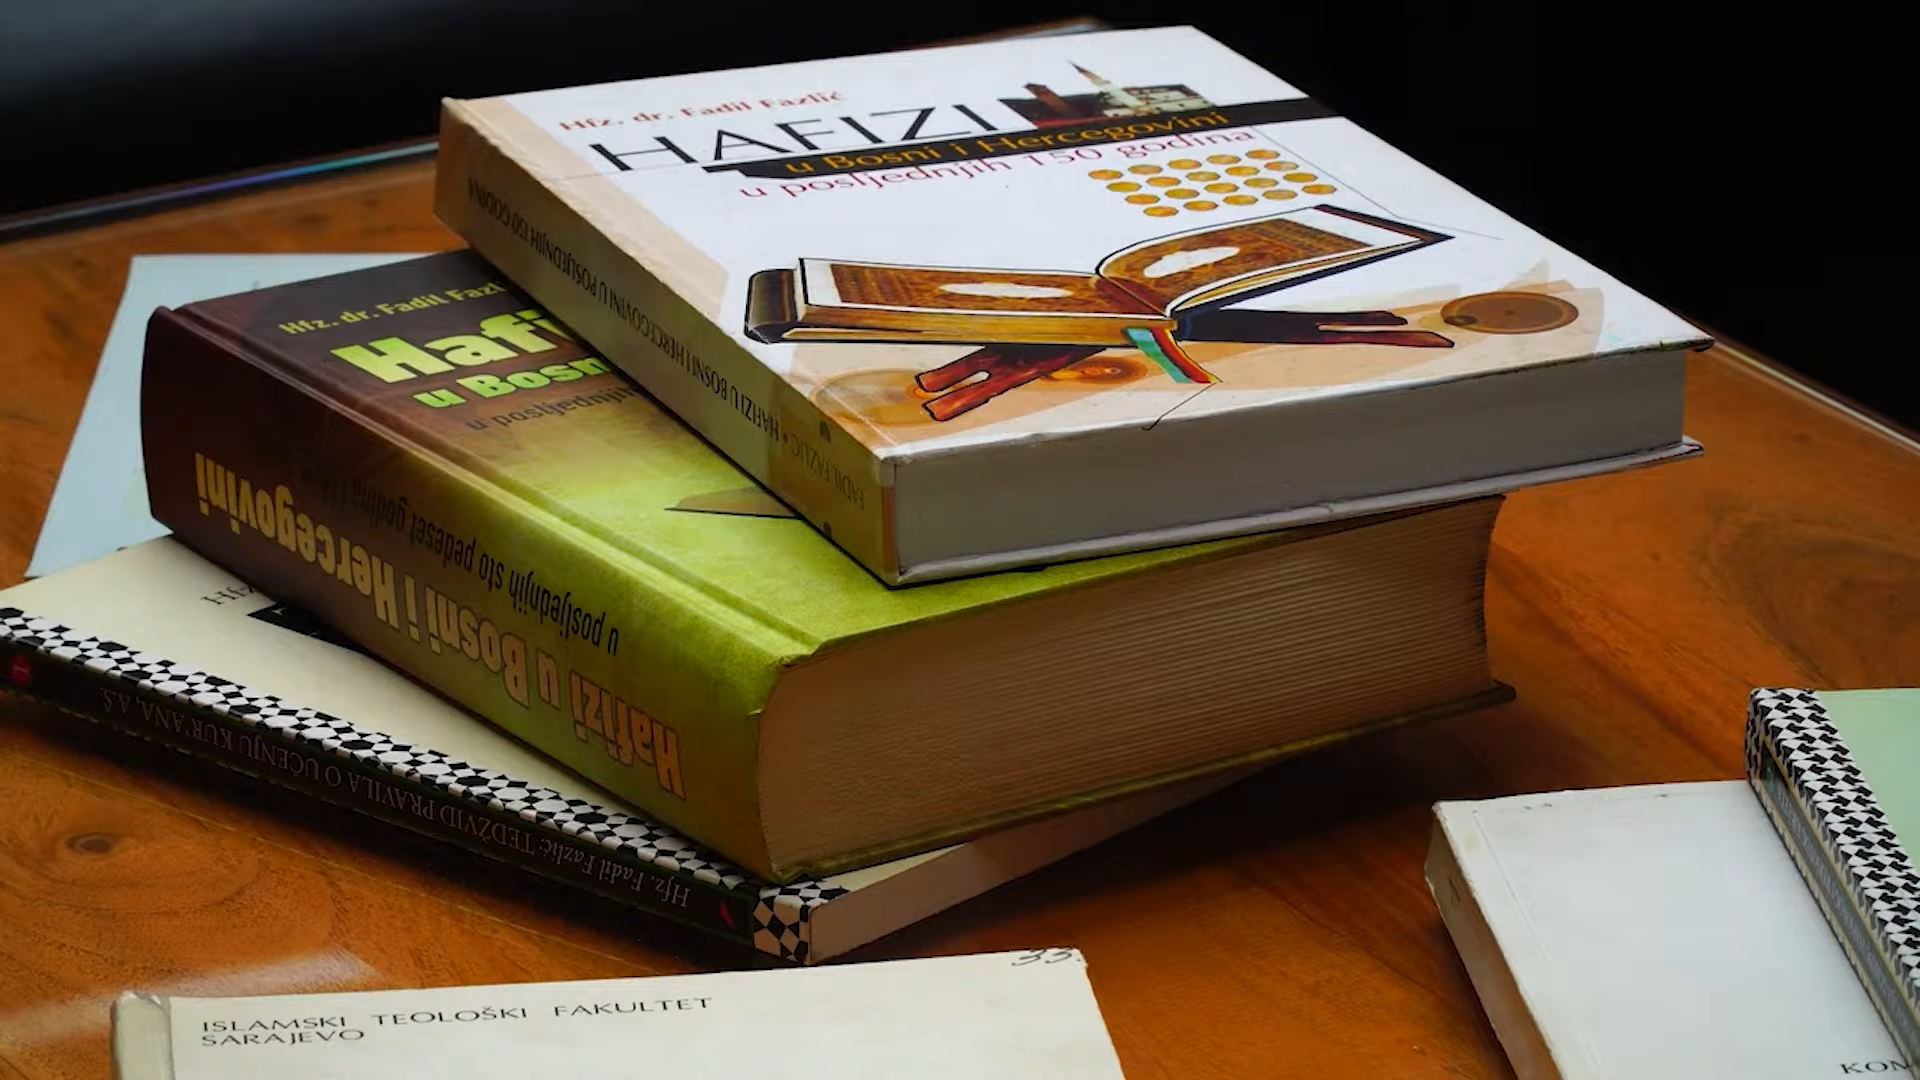 Hfz. dr. Fadil Fazlić
HAFIZI
u Bosni i Hercegovini
u posljednjih 150 godina
FADIL FAZLIĆ • HAFIZI U BOSNI I HERCEGOVINI U POSLJEDNJIH 150 GODINA
Hfz. dr. Fadil Fazl
Hafi
u Bosn
u posljednjih
Hafizi u Bosni i Hercegovini
u posljednjih sto pedeset godina
Hfz. Fadil Fazlić: TEDŽVID PRAVILA O UČENJU KUR'ANA, A.Š.
ISLAMSKI TEOLOŠKI FAKULTET
SARAJEVO
33.
KOM